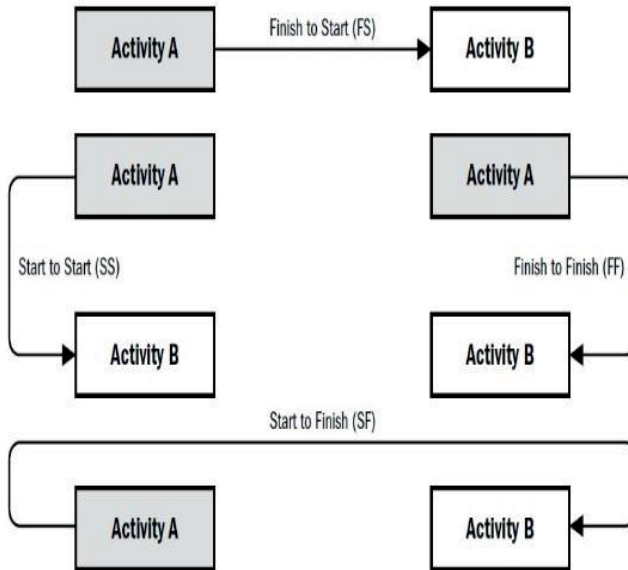 Activity A
Finish to Start (FS)
Activity B
Activity A
Activity A
Start to Start (SS)
Finish to Finish (FF)
Activity B
Activity B
Start to Finish (SF)
Activity A
Activity B